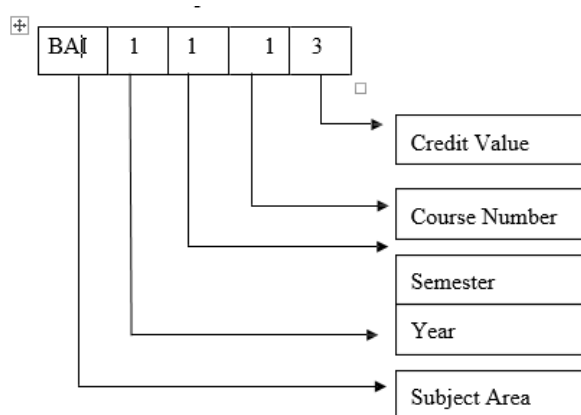 BAI 1 1 1 3
Credit Value
Course Number
Semester
Year
Subject Area